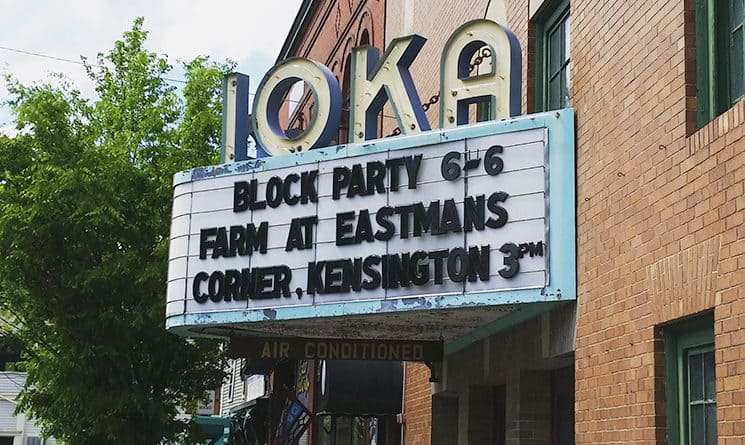 IOKA
BLOCK PARTY 6-6
FARM AT EASTMANS
CORNER, KENSINGTON 3PM
AIR CONDITIONED